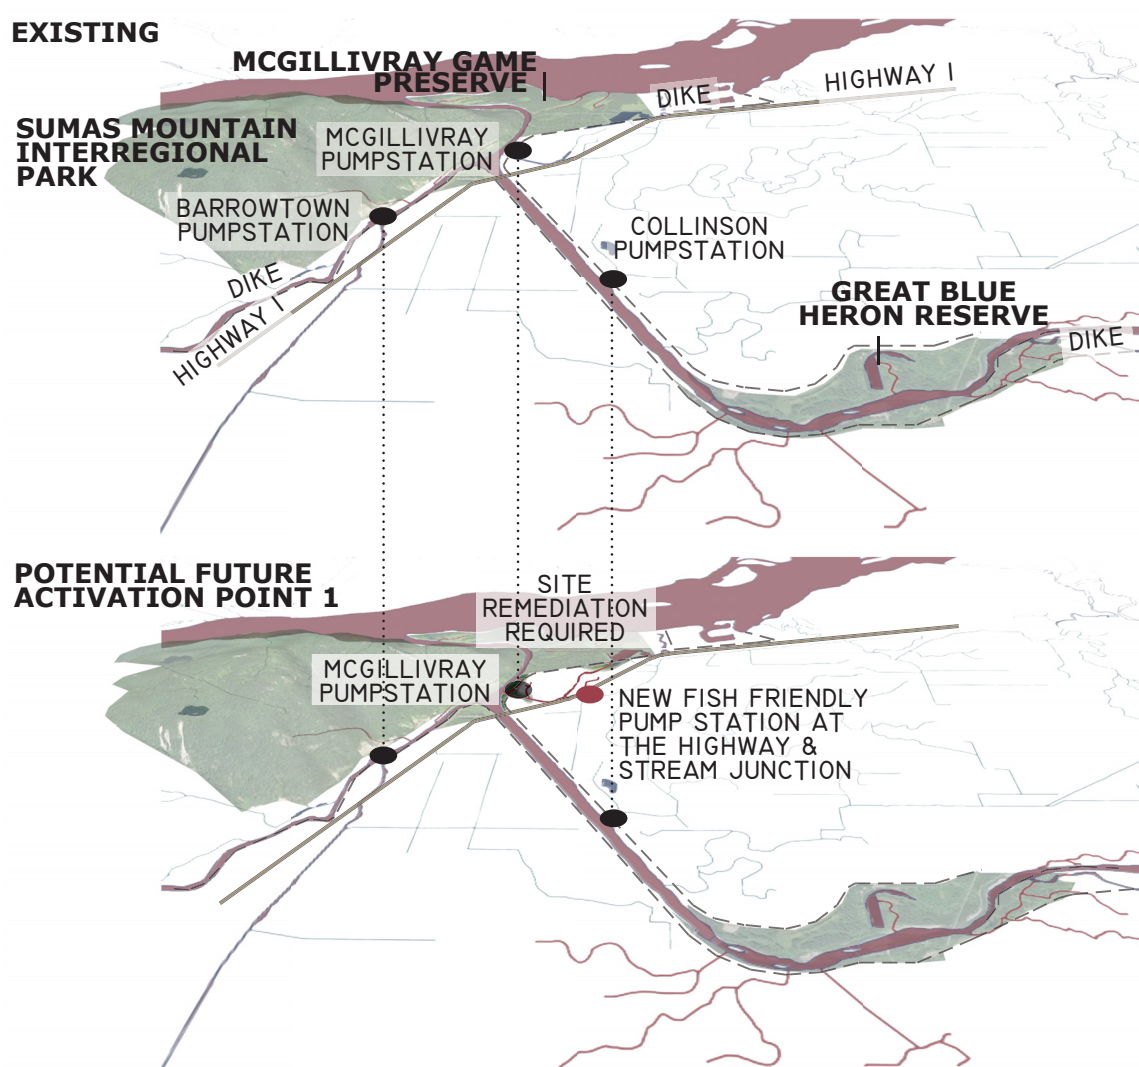 EXISTING
MCGILLIVRAY GAME
PRESERVE
DIKE
HIGHWAY I
SUMAS MOUNTAIN
INTERREGIONAL
PARK
MCGILLIVRAY
PUMPSTATION
BARROWTOWN
PUMPSTATION
COLLINSON
PUMPSTATION
DIKE
HIGHWAY I
GREAT BLUE
HERON RESERVE
DIKE
POTENTIAL FUTURE
ACTIVATION POINT 1
SITE
REMEDIATION
REQUIRED
MCGILLIVRAY
PUMPSTATION
NEW FISH FRIENDLY
PUMP STATION AT
THE HIGHWAY &
STREAM JUNCTION